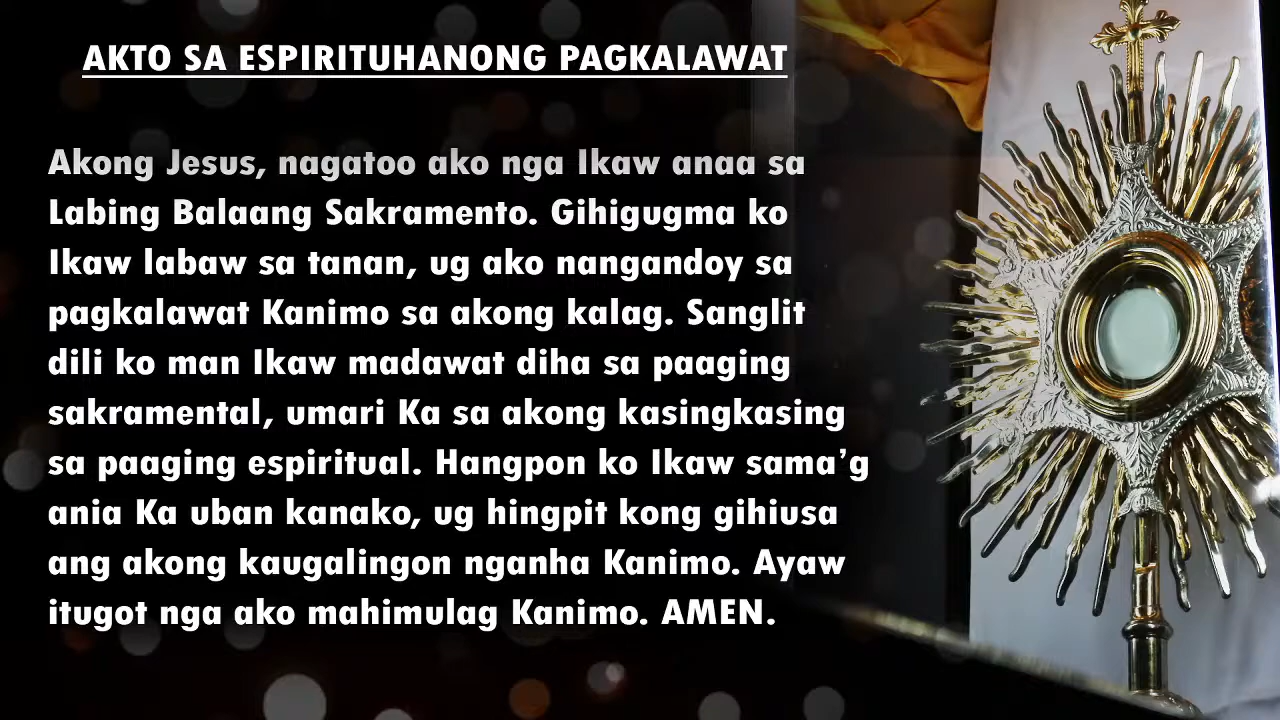 AKTO SA ESPIRITUHANONG PAGKALAWAT
Akong Jesus, nagatoo ako nga Ikaw anaa sa
Labing Balaang Sakramento. Gihigugma ko
Ikaw labaw sa tanan, ug ako nangandoy sa
pagkalawat Kanimo sa akong kalag. Sanglit
dili ko man Ikaw madawat diha sa paaging
sakramental, umari Ka sa akong kasingkasing
sa paaging espiritual. Hangpon ko Ikaw sama’g
ania Ka uban kanako, ug hingpit kong gihiusa
ang akong kaugalingon nganha Kanimo. Ayaw
itugot nga ako mahimulag Kanimo. AMEN.